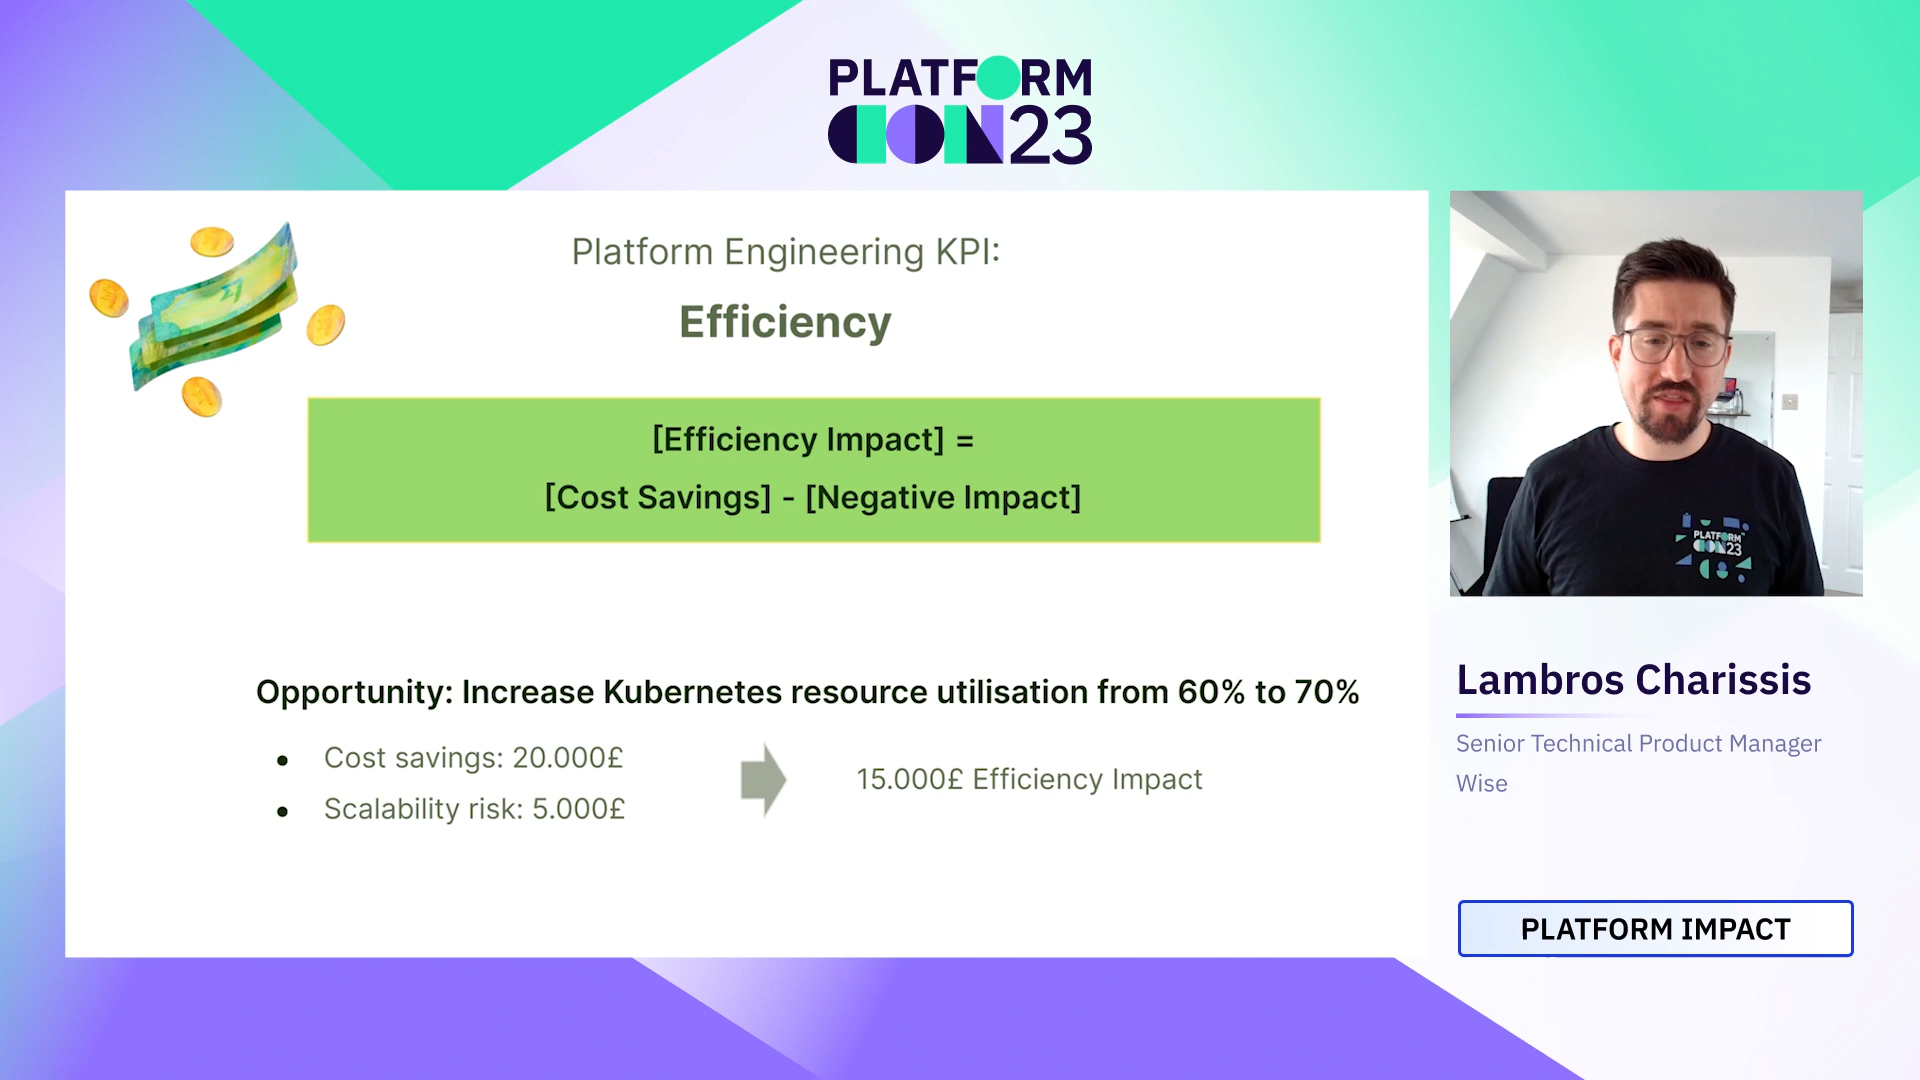 PLATFORM
CON23
Platform Engineering KPI:
Efficiency
[Efficiency Impact] =
[Cost Savings] - [Negative Impact]
Opportunity: Increase Kubernetes resource utilisation from 60% to 70%
• Cost savings: 20.000£
• Scalability risk: 5.000£
15.000£ Efficiency Impact
PLATFORM
CON23
Lambros Charissis
Senior Technical Product Manager
Wise
PLATFORM IMPACT